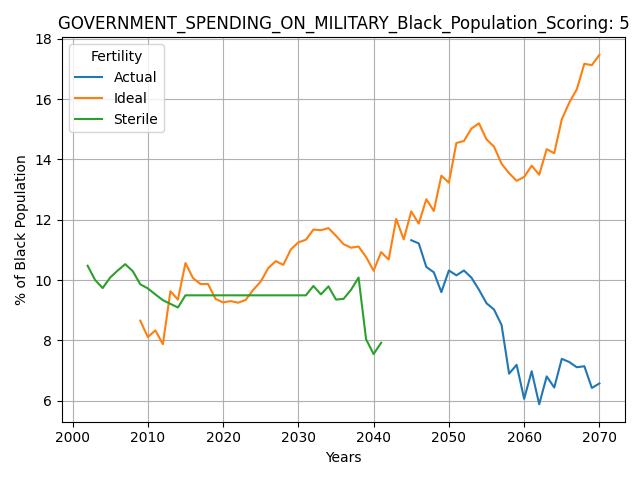 GOVERNMENT_SPENDING_ON_MILITARY_Black_Population_Scoring: 5
Fertility
Actual
Ideal
Sterile
% of Black Population
18
16
14
12
10
8
6
2000 2010 2020 2030 2040 2050 2060 2070
Years